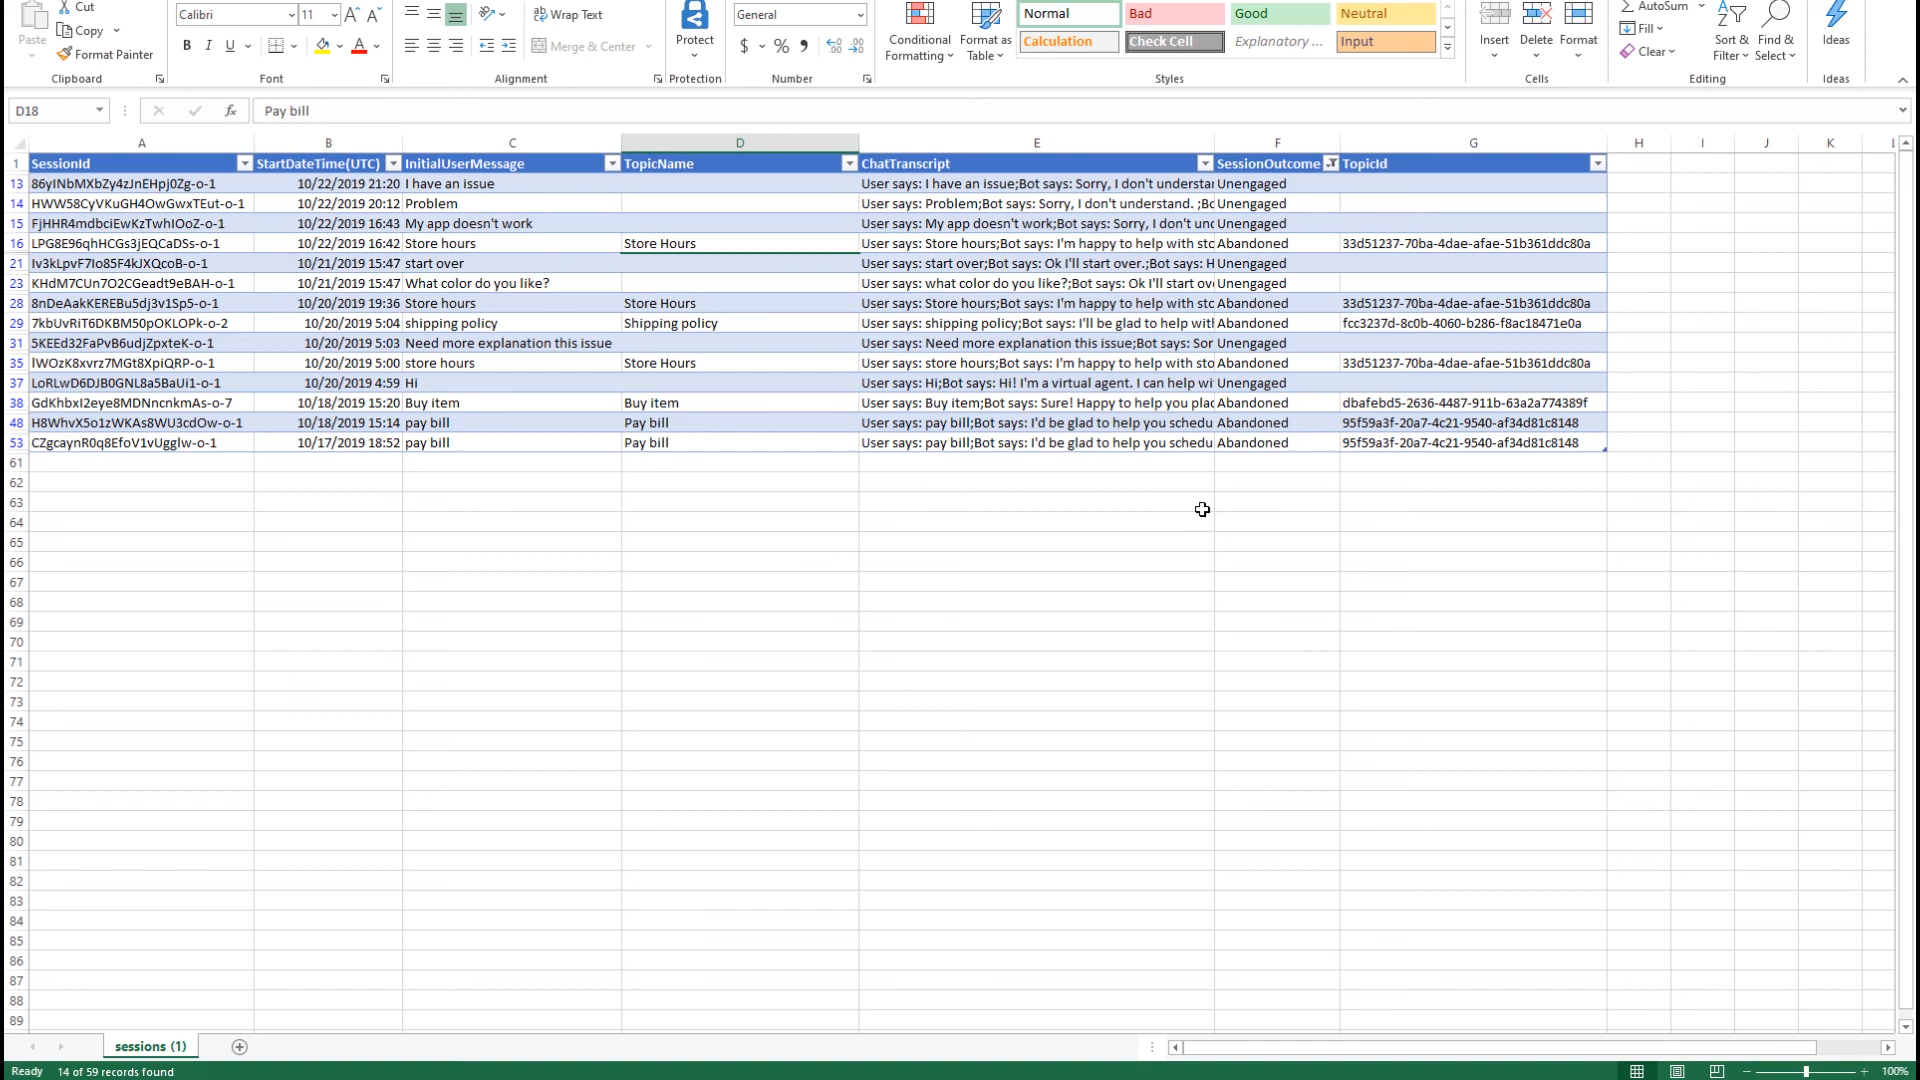 Cut
Copy
Paste
Format Painter
Clipboard
Calibri 11
B I U
Font
Wrap Text
Merge & Center
Alignment
Protect
Protection
General
$ % 9
Number
Conditional Formatting
Format as Table
Normal Bad Good Neutral
Calculation Check Cell Explanatory ... Input
Styles
Insert Delete Format
Cells
AutoSum
Fill
Clear
Sort & Filter
Find & Select
Editing
Ideas
Ideas
D18 fx Pay bill
A B C D E F G H I J K L
1 SessionId StartDateTime(UTC) InitialUserMessage TopicName ChatTranscript SessionOutcome TopicId
13 86yINbMXbZy4zJnEHpj0Zg-o-1 10/22/2019 21:20 I have an issue User says: I have an issue;Bot says: Sorry, I don't understar Unengaged
14 HWW58CyVKuGH4OwGwxTEut-o-1 10/22/2019 20:12 Problem User says: Problem;Bot says: Sorry, I don't understand. ;Bc Unengaged
15 FjHHR4mdbciEwKzTwhIOoZ-o-1 10/22/2019 16:43 My app doesn't work User says: My app doesn't work;Bot says: Sorry, I don't unc Unengaged
16 LPG8E96qhHCGs3jEQCaDSs-o-1 10/22/2019 16:42 Store hours Store Hours User says: Store hours;Bot says: I'm happy to help with sto Abandoned 33d51237-70ba-4dae-afae-51b361ddc80a
21 Iv3kLpvF7Io85F4kJXQcoB-o-1 10/21/2019 15:47 start over User says: start over;Bot says: Ok I'll start over.;Bot says: H Unengaged
23 KHdM7CUn7O2CGeadt9eBAH-o-1 10/21/2019 15:47 What color do you like? User says: what color do you like?;Bot says: Ok I'll start ov Unengaged
28 8nDeAakKEREBu5dj3v1Sp5-o-1 10/20/2019 19:36 Store hours Store Hours User says: Store hours;Bot says: I'm happy to help with sto Abandoned 33d51237-70ba-4dae-afae-51b361ddc80a
29 7kbUvRiT6DKBM50pOKLOPk-o-2 10/20/2019 5:04 shipping policy Shipping policy User says: shipping policy;Bot says: I'll be glad to help with Abandoned fcc3237d-8c0b-4060-b286-f8ac18471e0a
31 5KEEd32FaPvB6udjZpxteK-o-1 10/20/2019 5:03 Need more explanation this issue User says: Need more explanation this issue;Bot says: Sor Unengaged
35 lWOzK8xvrz7MGt8XpiQRP-o-1 10/20/2019 5:00 store hours Store Hours User says: store hours;Bot says: I'm happy to help with sto Abandoned 33d51237-70ba-4dae-afae-51b361ddc80a
37 LoRLwD6DJB0GNL8a5BaUi1-o-1 10/20/2019 4:59 Hi User says: Hi;Bot says: Hi! I'm a virtual agent. I can help wi Unengaged
38 GdKhbxI2eye8MDNncnkmAs-o-7 10/18/2019 15:20 Buy item Buy item User says: Buy item;Bot says: Sure! Happy to help you plac Abandoned dbafebd5-2636-4487-911b-63a2a774389f
48 H8WhvX5o1zWKAs8WU3cdOw-o-1 10/18/2019 15:14 pay bill Pay bill User says: pay bill;Bot says: I'd be glad to help you schedu Abandoned 95f59a3f-20a7-4c21-9540-af34d81c8148
53 CZgcaynR0q8EfoV1vUgglw-o-1 10/17/2019 18:52 pay bill Pay bill User says: pay bill;Bot says: I'd be glad to help you schedu Abandoned 95f59a3f-20a7-4c21-9540-af34d81c8148
61
62
63
64
65
66
67
68
69
70
71
72
73
74
75
76
77
78
79
80
81
82
83
84
85
86
87
88
89
sessions (1)
Ready 14 of 59 records found 100%